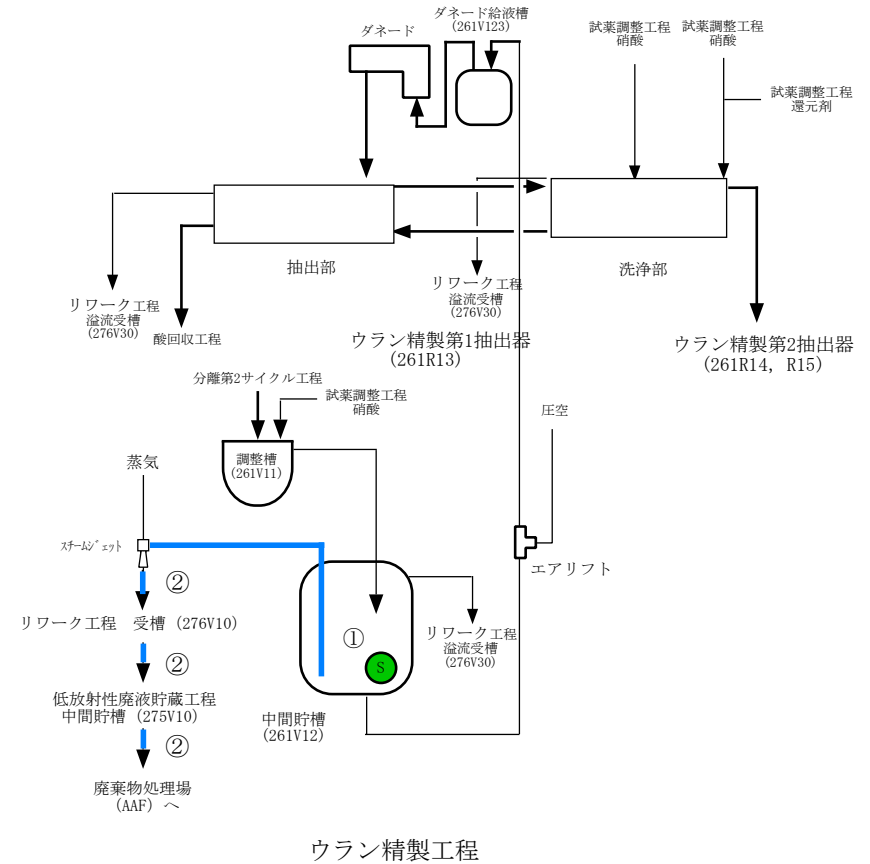 ダネード給液槽
(261V123)
ダネード
試薬調整工程
硝酸
試薬調整工程
硝酸
試薬調整工程
還元剤
抽出部
洗浄部
リワーク工程
溢流受槽
(276V30)
酸回収工程
リワーク工程
溢流受槽
(276V30)
ウラン精製第1抽出器
(261R13)
ウラン精製第2抽出器
(261R14, R15)
分離第2サイクル工程
試薬調整工程
硝酸
圧空
調整槽
(261V11)
蒸気
スチームジェット
エアリフト
②
リワーク工程 受槽 (276V10)
①
S
リワーク工程
溢流受槽
(276V30)
②
低放射性廃液貯蔵工程
中間貯槽 (275V10)
中間貯槽
(261V12)
②
廃棄物処理場
(AAF) へ
ウラン精製工程